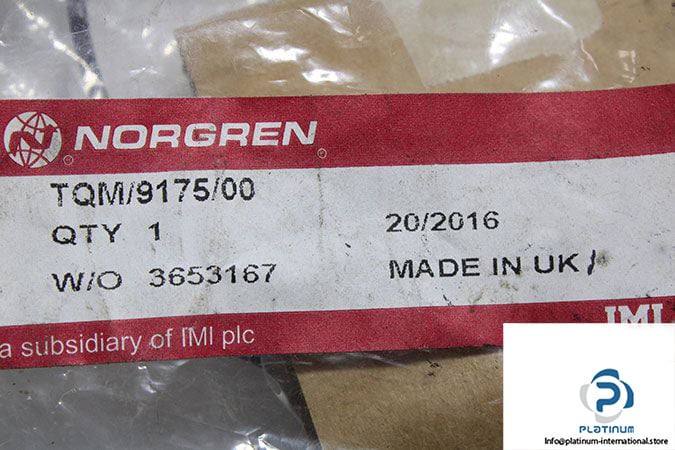 NORGREN
TQM/9175/00
QTY 1
20/2016
W/O 3653167
MADE IN UK
a subsidiary of IMI plc
IMI
PLATINUM
Info@platinum-international.store